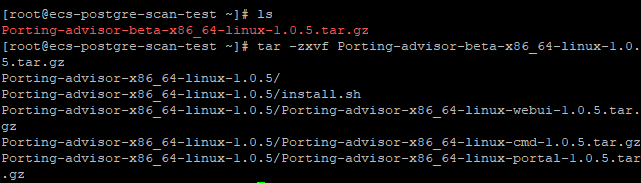 [root@ecs-postgre-scan-test ~]# ls
Porting-advisor-beta-x86_64-linux-1.0.5.tar.gz
[root@ecs-postgre-scan-test ~]# tar -zxvf Porting-advisor-beta-x86_64-linux-1.0.
5.tar.gz
Porting-advisor-x86_64-linux-1.0.5/
Porting-advisor-x86_64-linux-1.0.5/install.sh
Porting-advisor-x86_64-linux-1.0.5/Porting-advisor-x86_64-linux-webui-1.0.5.tar.
gz
Porting-advisor-x86_64-linux-1.0.5/Porting-advisor-x86_64-linux-cmd-1.0.5.tar.gz
Porting-advisor-x86_64-linux-1.0.5/Porting-advisor-x86_64-linux-portal-1.0.5.tar
.gz